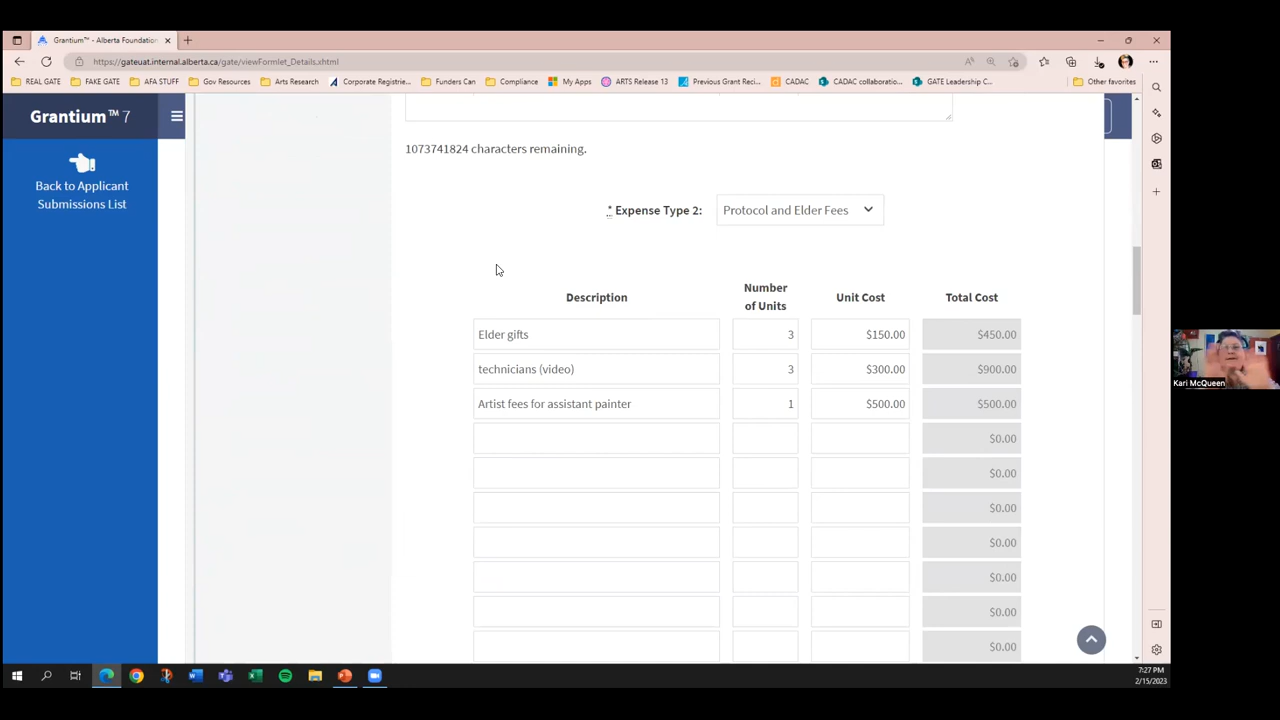 Grantium™ - Alberta Foundation
https://gateuat.internal.alberta.ca/gate/viewFormlet_Details.xhtml
REAL GATE FAKE GATE AFA STUFF Gov Resources Arts Research Corporate Registrie... Funders Can Compliance My Apps ARTS Release 13 Previous Grant Reci... CADAC CADAC collaboratio... GATE Leadership C... Other favorites
Grantium™ 7
Back to Applicant
Submissions List
1073741824 characters remaining.
* Expense Type 2: Protocol and Elder Fees
Description Number of Units Unit Cost Total Cost
Elder gifts 3 $150.00 $450.00
technicians (video) 3 $300.00 $900.00
Artist fees for assistant painter 1 $500.00 $500.00
$0.00
$0.00
$0.00
$0.00
$0.00
$0.00
$0.00
Kari McQueen
7:27 PM
2/15/2023